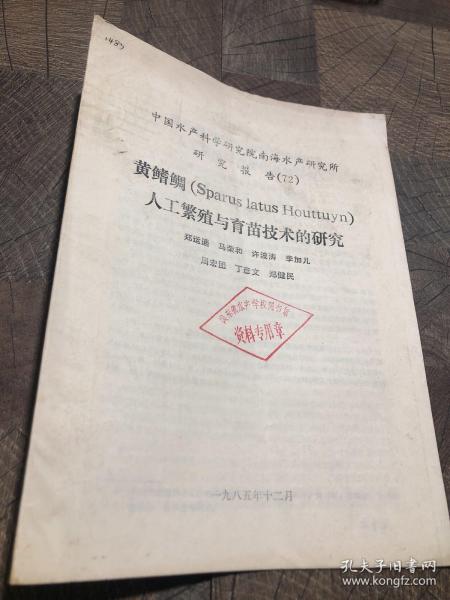 1483
中国水产科学研究院南海水产研究所
研究报告(72)
黄鳍鲷(Sparus latus Houttuyn)
人工繁殖与育苗技术的研究
郑运通 马荣和 许波涛 李加儿
周宏团 丁彦文 郑健民
资料专用章
一九八五年十二月
孔夫子旧书网
www.kongfz.com